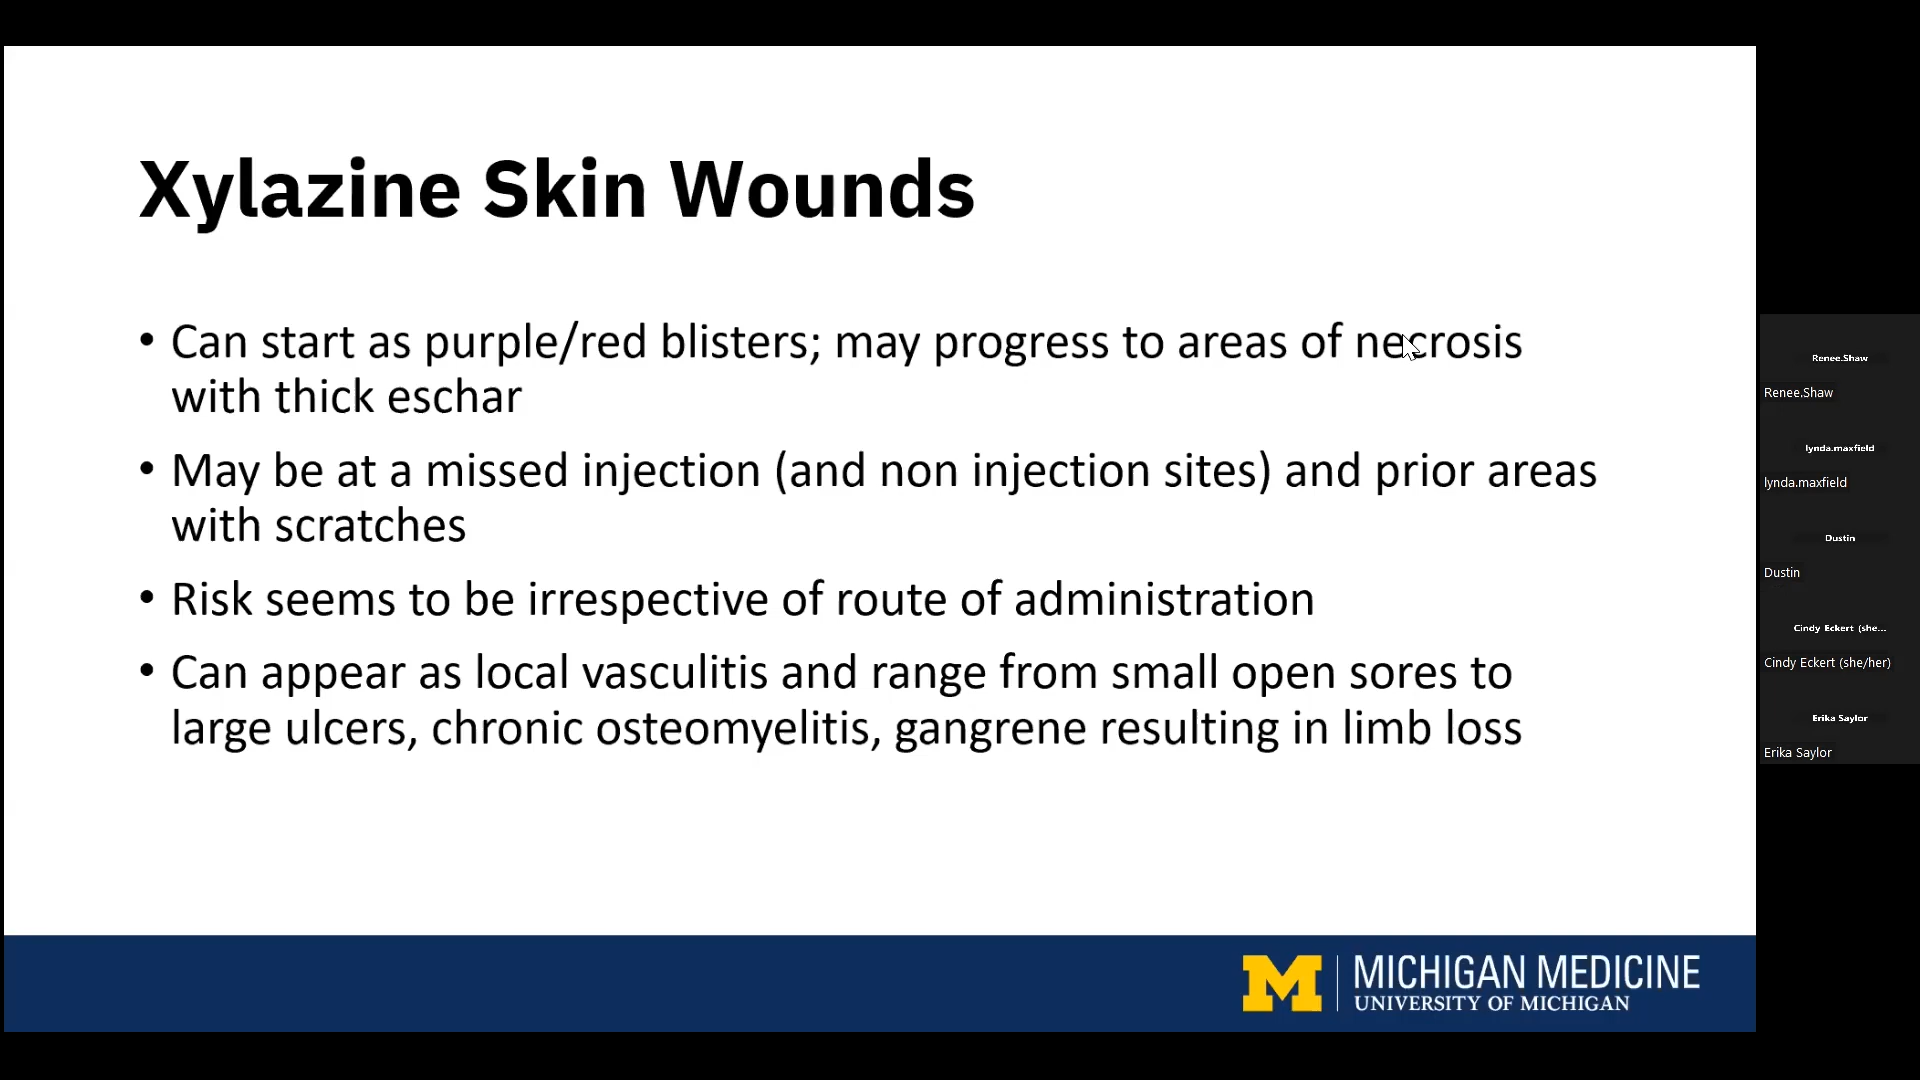 Xylazine Skin Wounds
• Can start as purple/red blisters; may progress to areas of necrosis
with thick eschar
• May be at a missed injection (and non injection sites) and prior areas
with scratches
• Risk seems to be irrespective of route of administration
• Can appear as local vasculitis and range from small open sores to
large ulcers, chronic osteomyelitis, gangrene resulting in limb loss
M
MICHIGAN MEDICINE
UNIVERSITY OF MICHIGAN
Renee.Shaw
Renee.Shaw
lynda.maxfield
lynda.maxfield
Dustin
Dustin
Cindy Eckert (she...
Cindy Eckert (she/her)
Erika Saylor
Erika Saylor